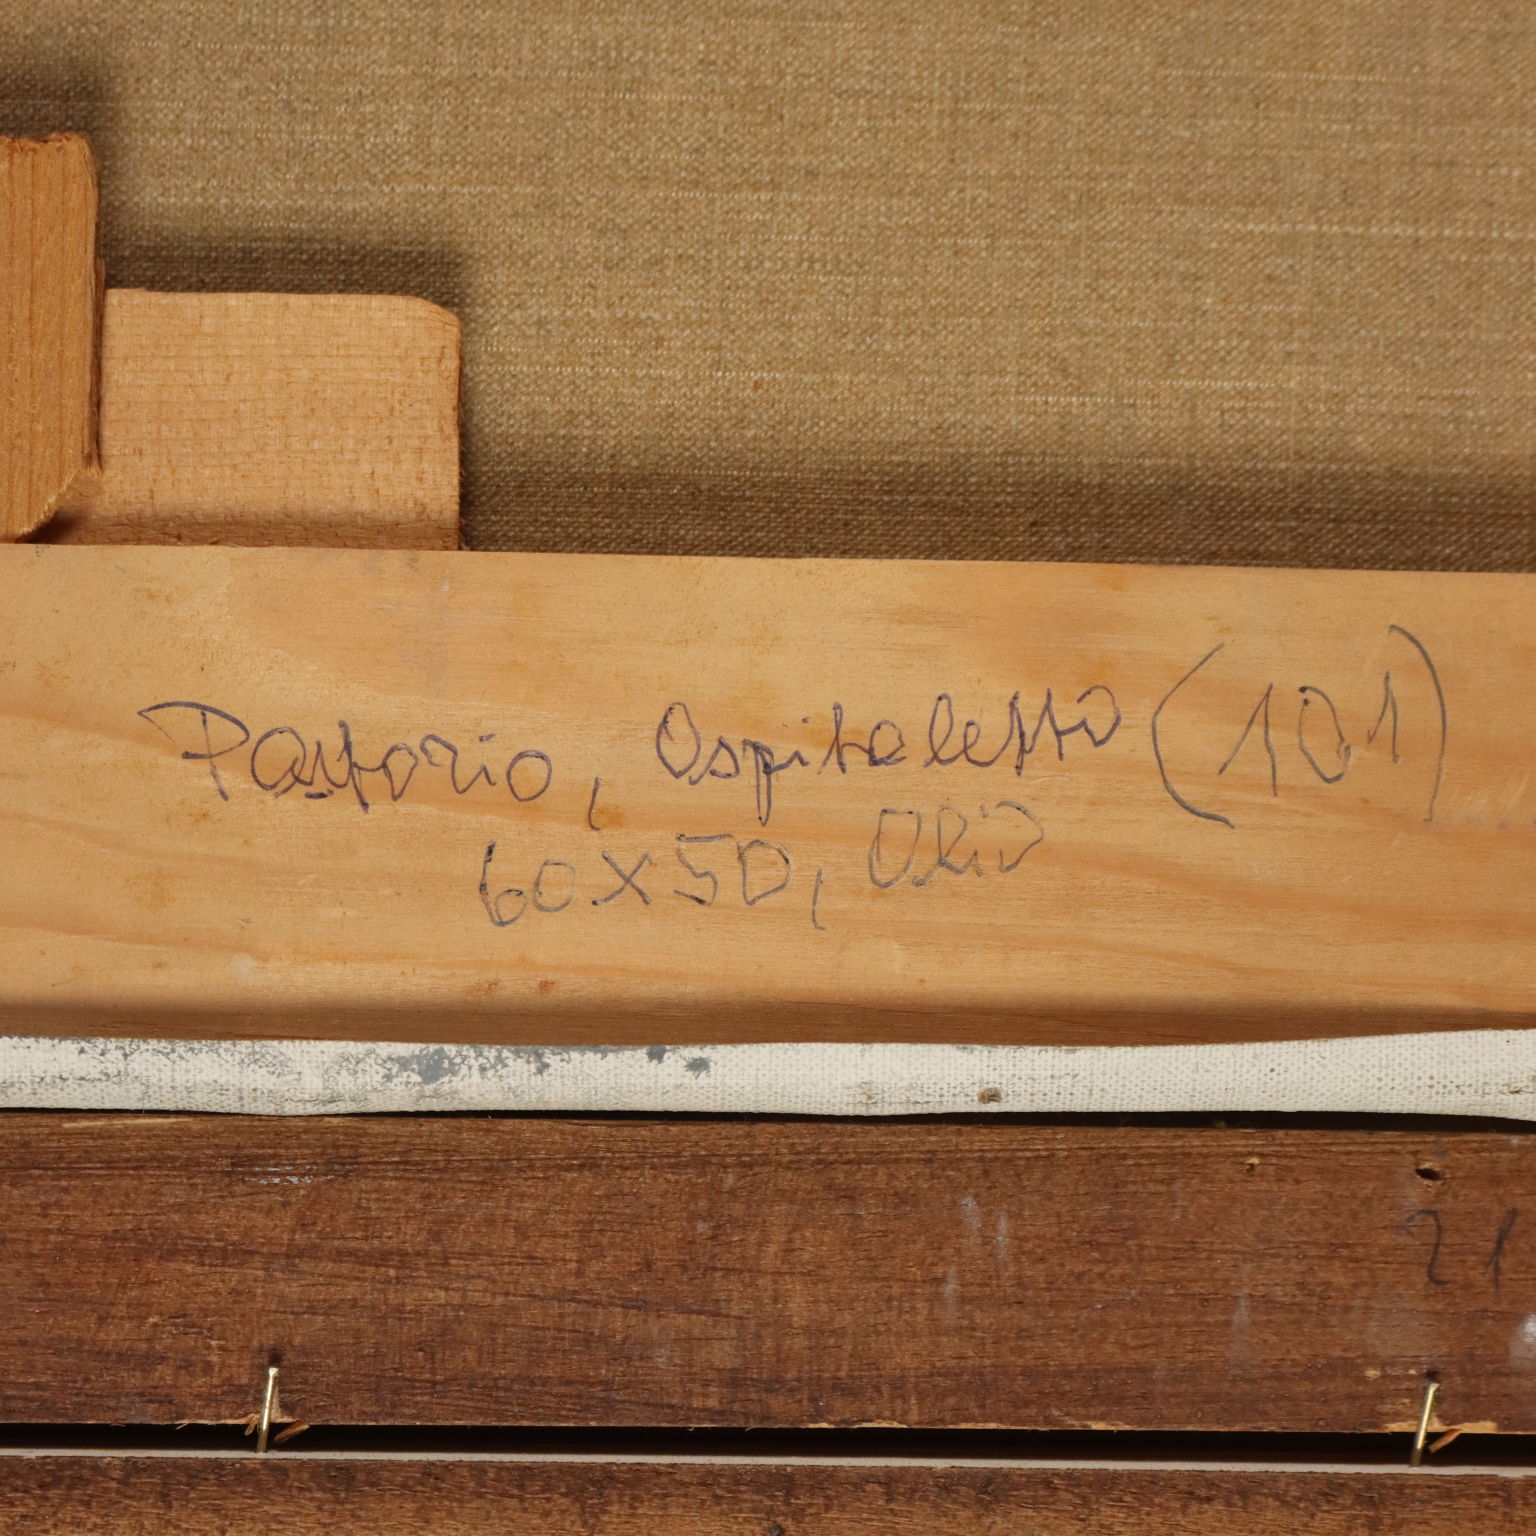 Pastorio, Ospitaletto (101)
60x50, Olio
21